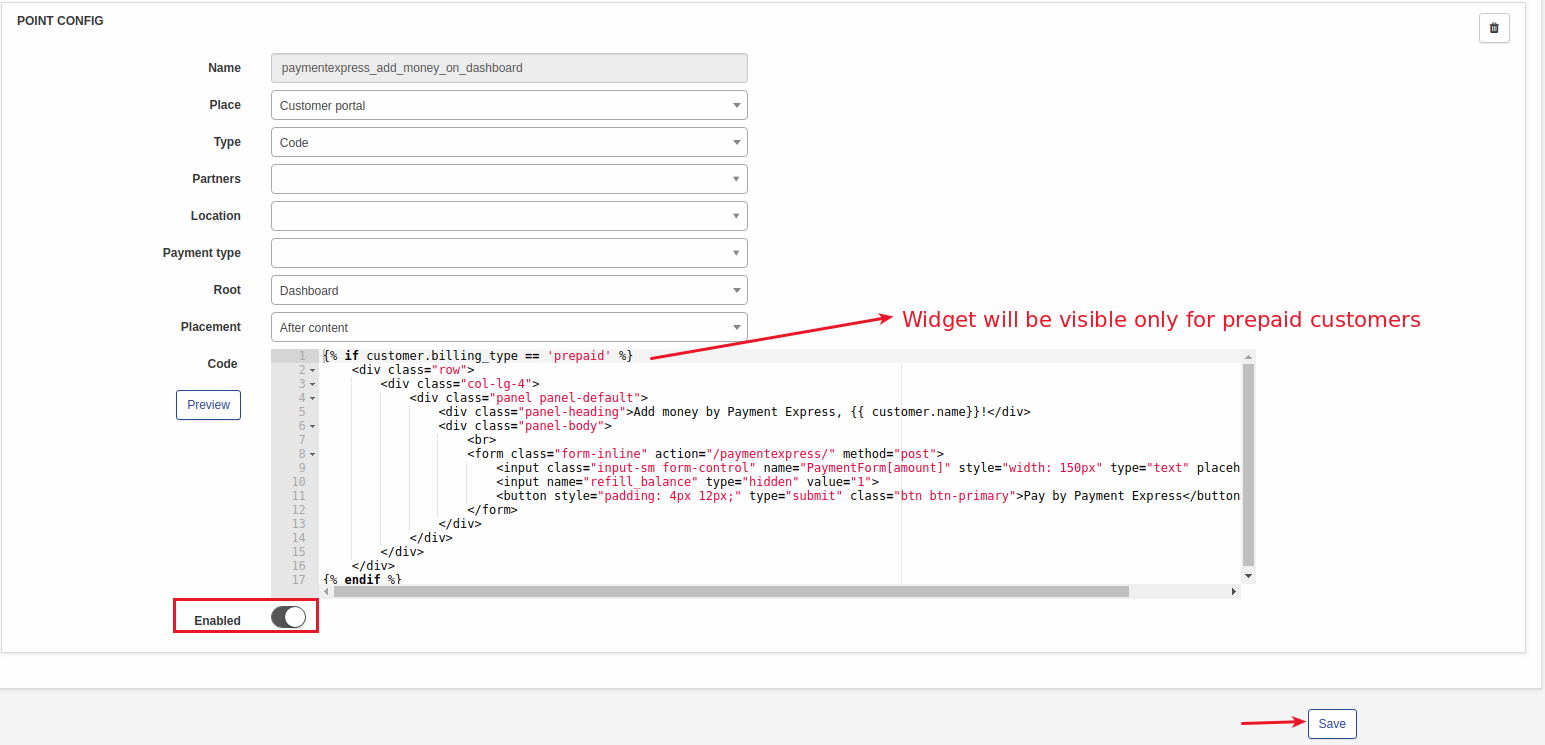 POINT CONFIG
Name paymentexpress_add_money_on_dashboard
Place Customer portal
Type Code
Partners
Location
Payment type
Root Dashboard
Placement After content
Widget will be visible only for prepaid customers
Code
Preview
1 {% if customer.billing_type == 'prepaid' %}
2 <div class="row">
3 <div class="col-lg-4">
4 <div class="panel panel-default">
5 <div class="panel-heading">Add money by Payment Express, {{ customer.name}}!</div>
6 <div class="panel-body">
7 <br>
8 <form class="form-inline" action="/paymentexpress/" method="post">
9 <input class="input-sm form-control" name="PaymentForm[amount]" style="width: 150px" type="text" placeh
10 <input name="refill_balance" type="hidden" value="1">
11 <button style="padding: 4px 12px;" type="submit" class="btn btn-primary">Pay by Payment Express</button
12 </form>
13 </div>
14 </div>
15 </div>
16 </div>
17 {% endif %}
Enabled
Save